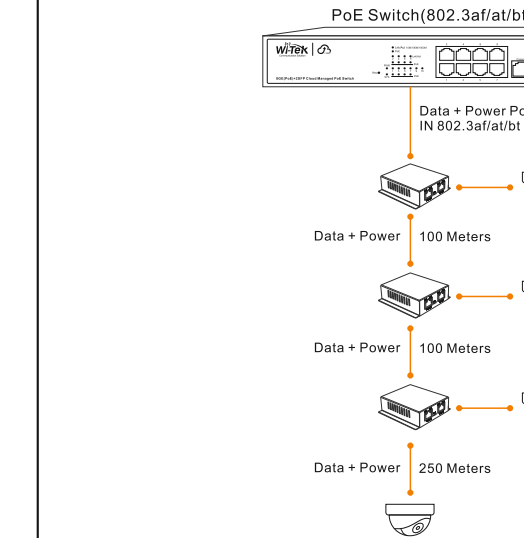 PoE Switch(802.3af/at/bt
Wi-Tek
Data + Power Po
IN 802.3af/at/bt
Data + Power
100 Meters
Data + Power
100 Meters
Data + Power
250 Meters